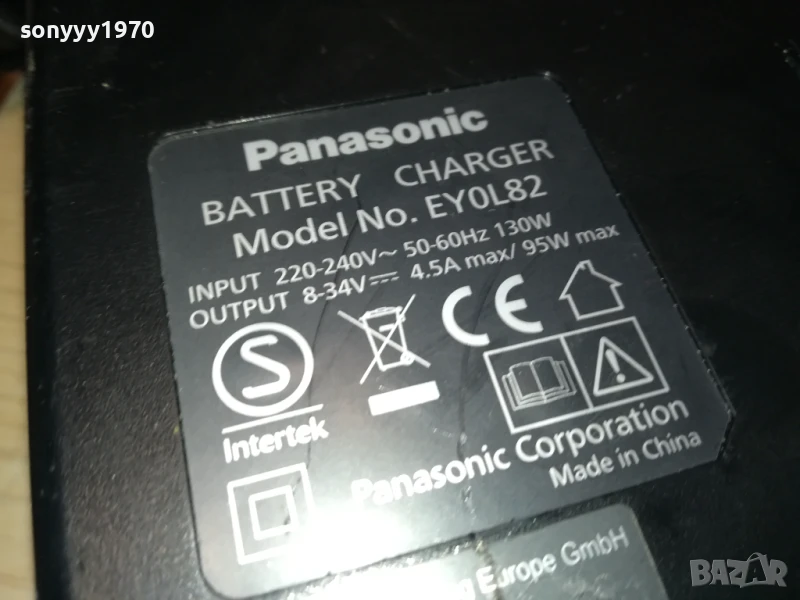 sonyyy1970
Panasonic
BATTERY CHARGER
Model No. EY0L82
INPUT 220-240V~ 50-60Hz 130W
OUTPUT 8-34V⎓ 4.5A max/ 95W max
S
Intertek
CE
Panasonic Corporation
Made in China
Europe GmbH
BAZAR